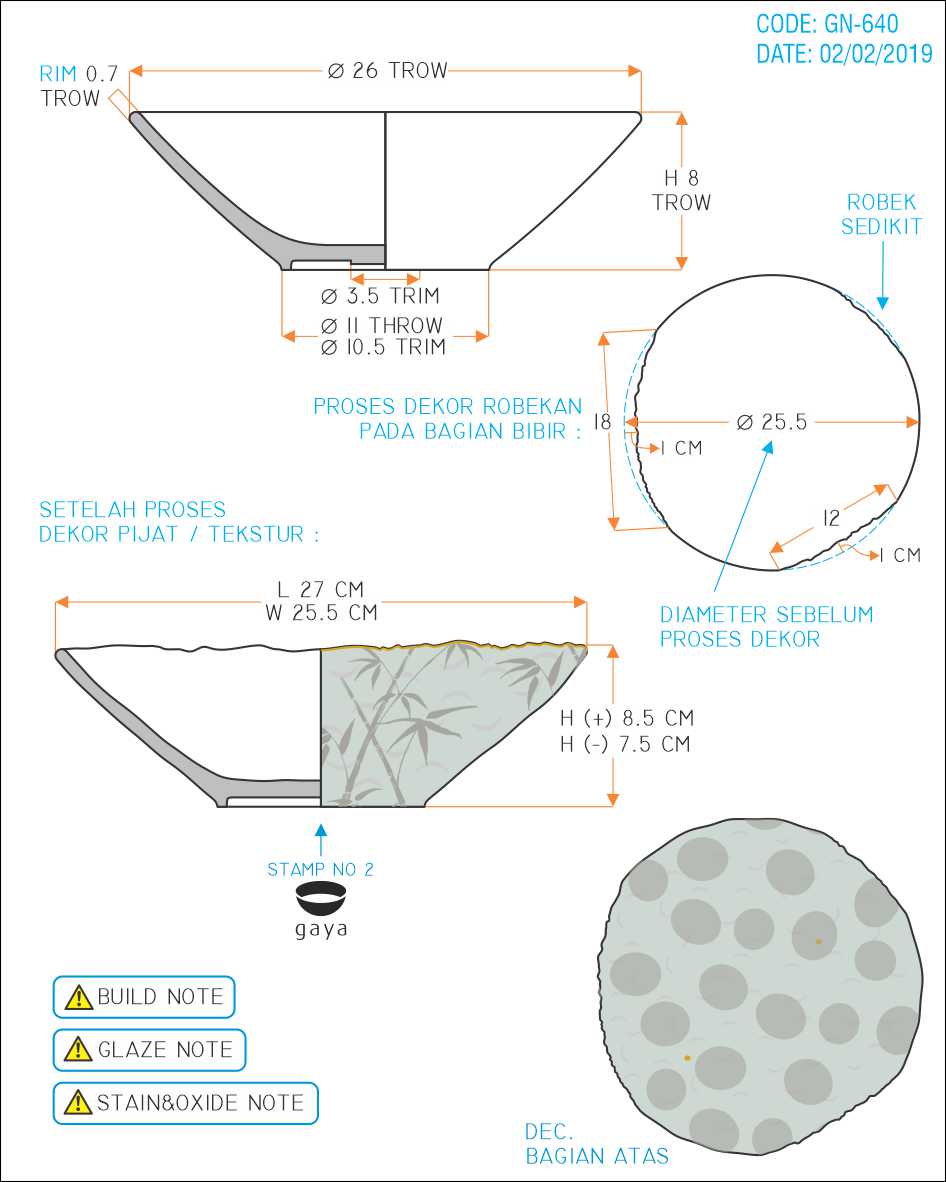 CODE: GN-640
DATE: 02/02/2019
RIM 0.7
TROW
Ø 26 TROW
H 8
TROW
Ø 3.5 TRIM
Ø 11 THROW
Ø 10.5 TRIM
ROBEK
SEDIKIT
PROSES DEKOR ROBEKAN
PADA BAGIAN BIBIR :
18
Ø 25.5
1 CM
12
1 CM
DIAMETER SEBELUM
PROSES DEKOR
SETELAH PROSES
DEKOR PIJAT / TEKSTUR :
L 27 CM
W 25.5 CM
H (+) 8.5 CM
H (-) 7.5 CM
STAMP NO 2
gaya
BUILD NOTE
GLAZE NOTE
STAIN&OXIDE NOTE
DEC.
BAGIAN ATAS